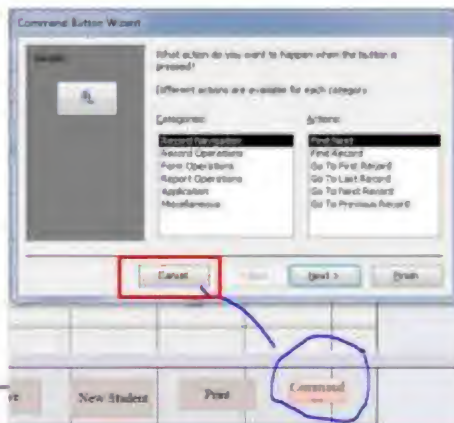 Command Button Wizard
Sample:
What action do you want to happen when the button is
pressed?
Different actions are available for each category.
Categories:
Actions:
Record Navigation
Record Operations
Form Operations
Report Operations
Application
Miscellaneous
Find Next
Find Record
Go To First Record
Go To Last Record
Go To Next Record
Go To Previous Record
Cancel
Next >
Finish
New Student
Print
Command